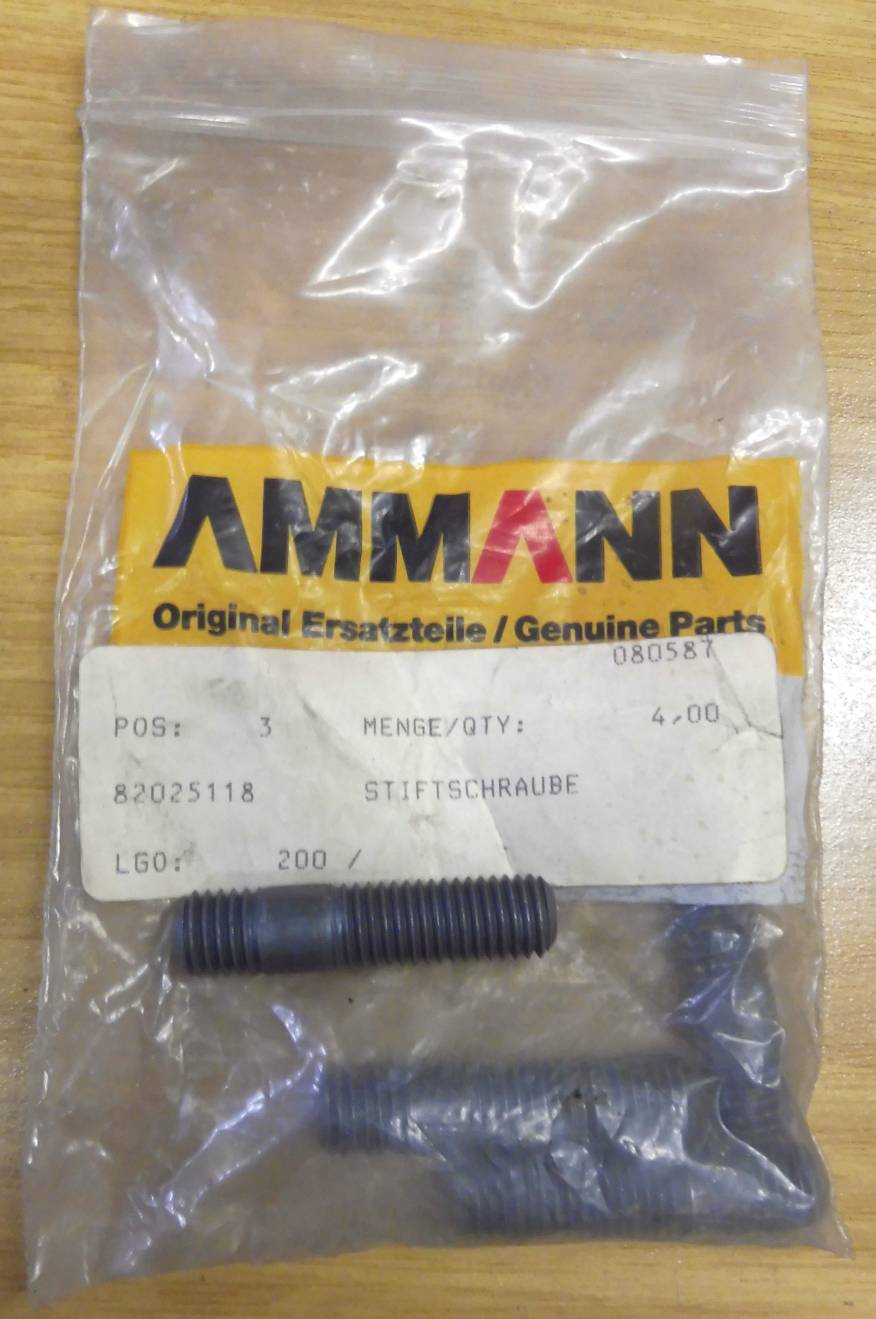 AMMANN
Original Ersatzteile / Genuine Parts
080587
POS: 3 MENGE/QTY: 4,00
82025118 STIFTSCHRAUBE
LGO: 200 /